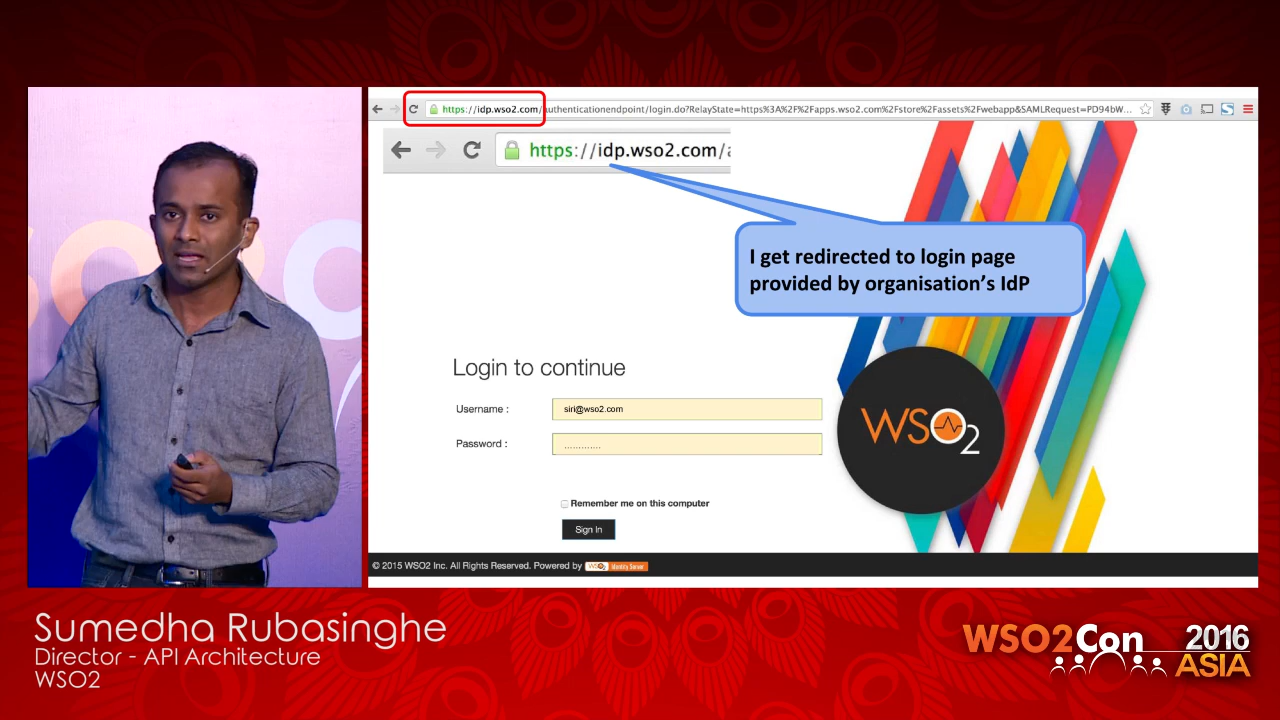 https://idp.wso2.com/authenticationendpoint/login.do?RelayState=https%3A%2F%2Fapps.wso2.com%2Fstore%2Fassets%2Fwebapp&SAMLRequest=PD94bW...
https://idp.wso2.com/a
I get redirected to login page
provided by organisation's IdP
Login to continue
Username :
siri@wso2.com
Password :
.............
Remember me on this computer
Sign In
WSO2
© 2015 WSO2 Inc. All Rights Reserved. Powered by WSO2 Identity Server
Sumedha Rubasinghe
Director - API Architecture
WSO2
WSO2Con 2016
ASIA